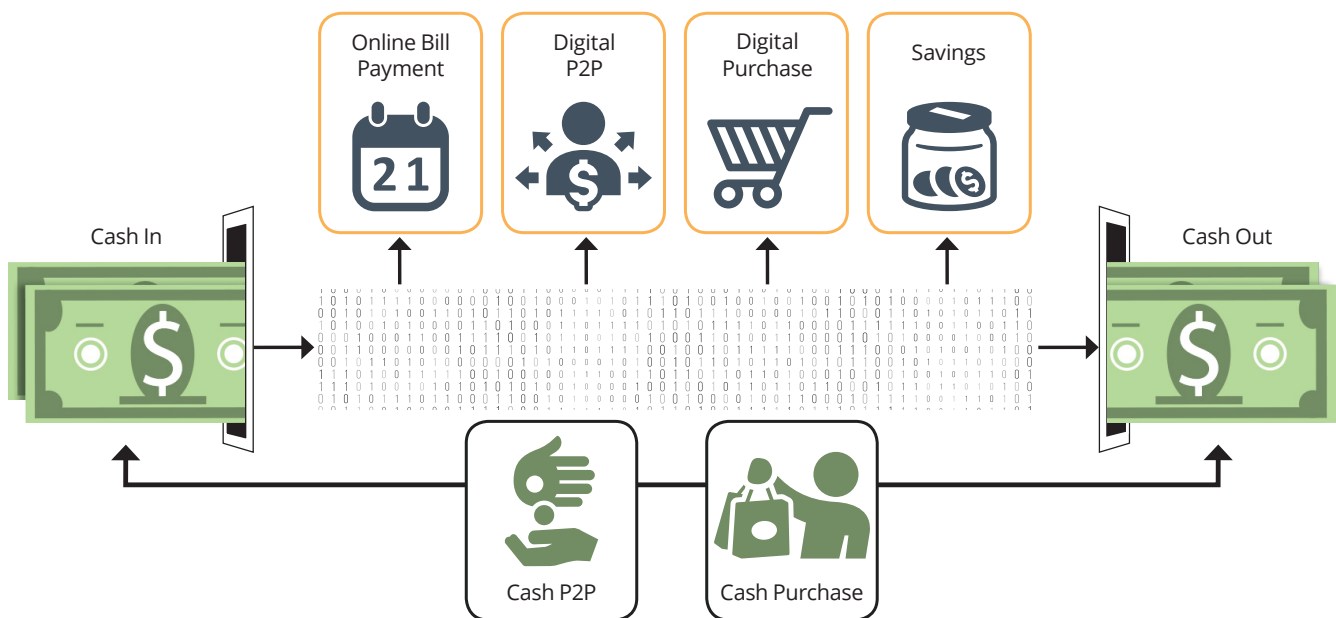 Online Bill
Payment
Digital
P2P
Digital
Purchase
Savings
21
$
$
Cash In
Cash Out
$
$
Cash P2P
Cash Purchase